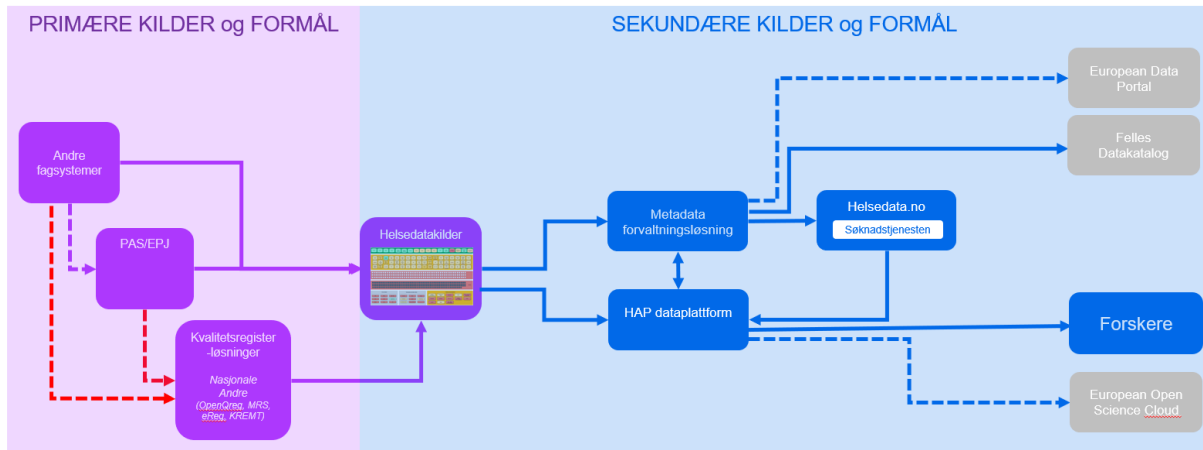 PRIMÆRE KILDER og FORMÅL
SEKUNDÆRE KILDER og FORMÅL
Andre
fagsystemer
PAS/EPJ
Kvalitetsregister
-løsninger
Nasjonale
Andre
(OpenQreg, MRS,
eReg, KREMT)
Helsedatakilder
Metadata
forvaltningsløsning
HAP dataplattform
Helsedata.no
Søknadstjenesten
European Data
Portal
Felles
Datakatalog
Forskere
European Open
Science Cloud